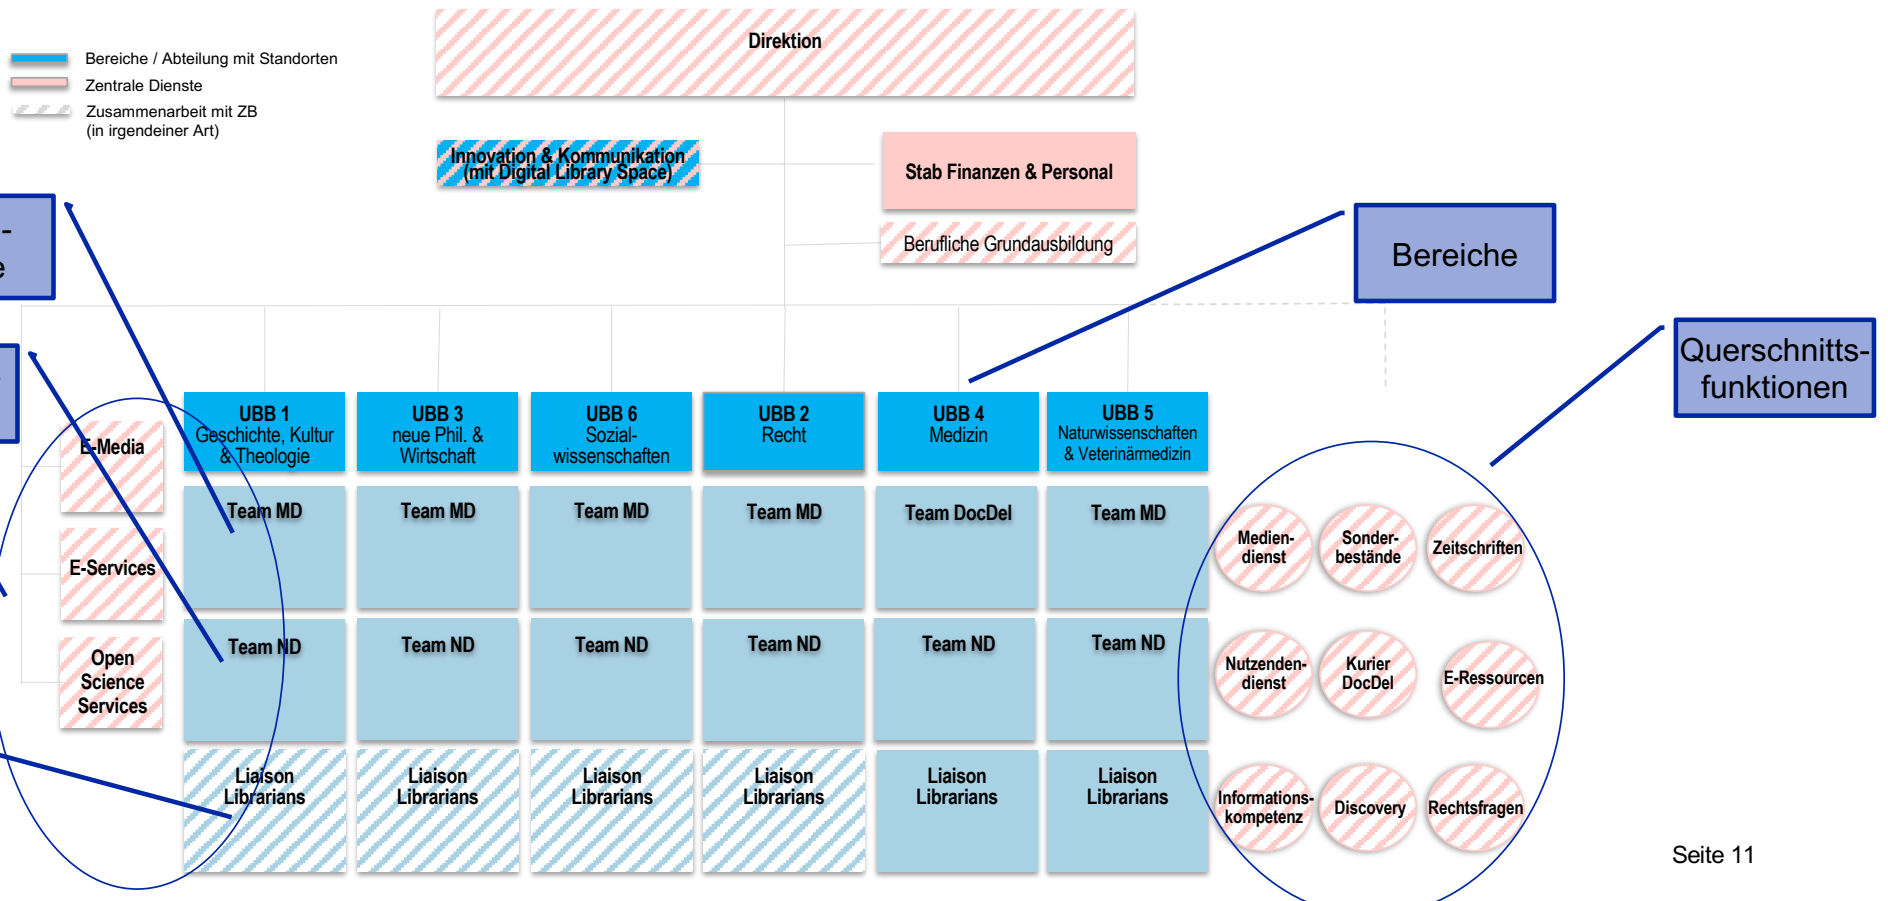 Direktion
Bereiche / Abteilung mit Standorten
Zentrale Dienste
Zusammenarbeit mit ZB
(in irgendeiner Art)
Innovation & Kommunikation
(mit Digital Library Space)
Stab Finanzen & Personal
Berufliche Grundausbildung
Bereiche
Querschnitts-
funktionen
E-Media
E-Services
Open
Science
Services
UBB 1
Geschichte, Kultur
& Theologie
UBB 3
neue Phil. &
Wirtschaft
UBB 6
Sozial-
wissenschaften
UBB 2
Recht
UBB 4
Medizin
UBB 5
Naturwissenschaften
& Veterinärmedizin
Team MD
Team MD
Team MD
Team MD
Team DocDel
Team MD
Team ND
Team ND
Team ND
Team ND
Team ND
Team ND
Liaison
Librarians
Liaison
Librarians
Liaison
Librarians
Liaison
Librarians
Liaison
Librarians
Liaison
Librarians
Medien-
dienst
Sonder-
bestände
Zeitschriften
Nutzenden-
dienst
Kurier
DocDel
E-Ressourcen
Informations-
kompetenz
Discovery
Rechtsfragen
Seite 11